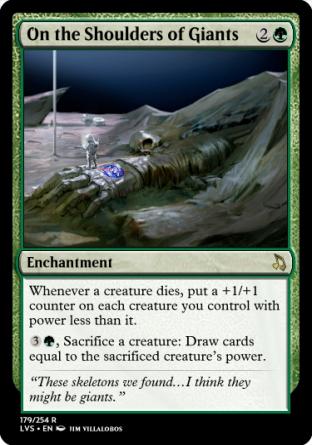 On the Shoulders of Giants 2
Enchantment
Whenever a creature dies, put a +1/+1
counter on each creature you control with
power less than it.
3, Sacrifice a creature: Draw cards
equal to the sacrificed creature's power.
"These skeletons we found…I think they
might be giants."
179/254 R
LVS • EN JIM VILLALOBOS